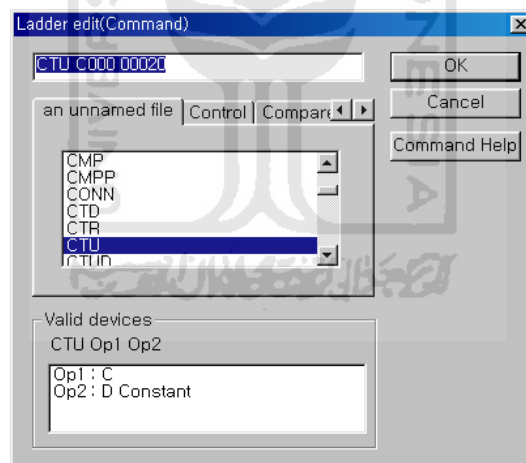 Ladder edit(Command)
CTU C000 00020
OK
Cancel
Command Help
an unnamed file Control Compare
CMP
CMPP
CONN
CTD
CTR
CTU
CTUD
Valid devices
CTU Op1 Op2
Op1 : C
Op2 : D Constant